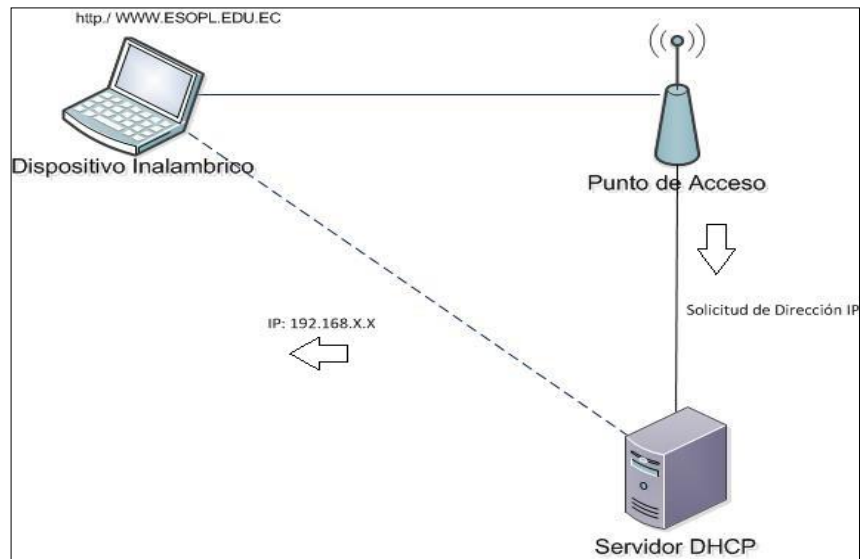 http./ WWW.ESOPL.EDU.EC
Dispositivo Inalambrico
Punto de Acceso
Solicitud de Dirección IP
IP: 192.168.X.X
Servidor DHCP